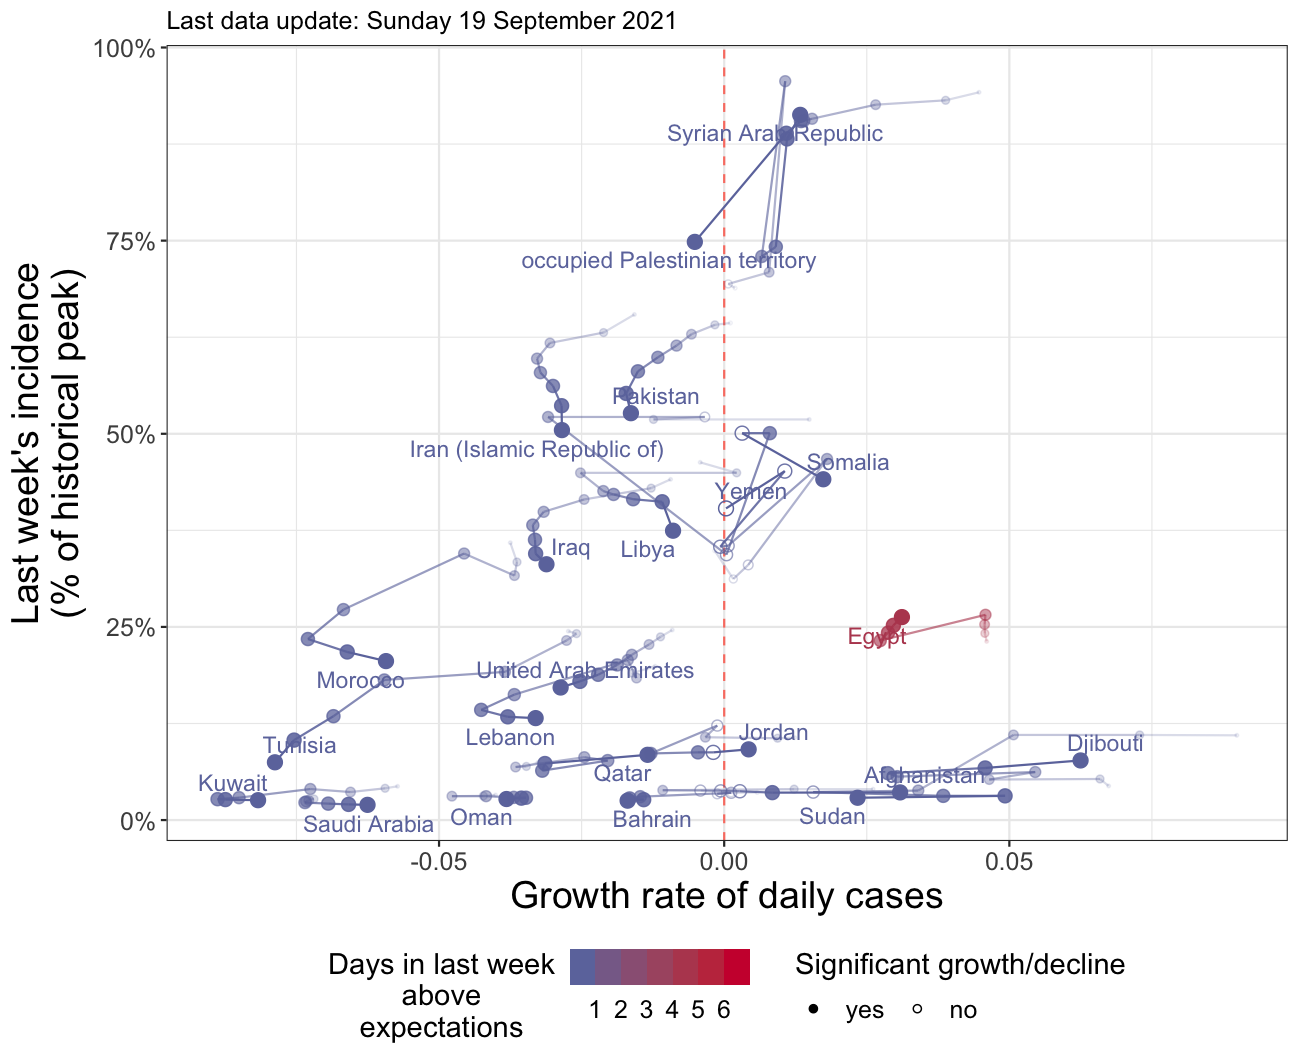 Last data update: Sunday 19 September 2021
Last week's incidence
(% of historical peak)
100%
75%
50%
25%
0%
Syrian Arab Republic
occupied Palestinian territory
Pakistan
Iran (Islamic Republic of)
Somalia
Yemen
Iraq
Libya
Egypt
Morocco
United Arab Emirates
Lebanon
Tunisia
Jordan
Djibouti
Qatar
Afghanistan
Kuwait
Saudi Arabia
Oman
Bahrain
Sudan
-0.05
0.00
0.05
Growth rate of daily cases
Days in last week
above
expectations
1 2 3 4 5 6
Significant growth/decline
yes
no